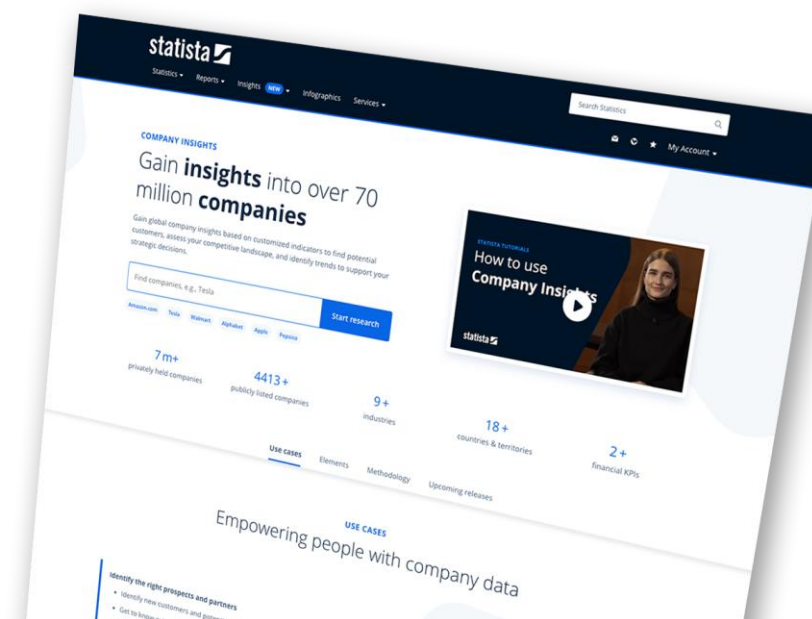 statista
Statistics Reports Insights NEW Infographics Services
Search Statistics
My Account
COMPANY INSIGHTS
Gain insights into over 70
million companies
Gain global company insights based on customized indicators to find potential
customers, assess your competitive landscape, and identify trends to support your
strategic decisions.
Find companies, e.g., Tesla
Start research
Amazon.com Tesla Walmart Alphabet Apple Pepsico
STATISTA TUTORIALS
How to use
Company Insights
statista
7 m+
privately held companies
4413 +
publicly listed companies
9 +
industries
18 +
countries & territories
2 +
financial KPIs
Use cases Elements Methodology Upcoming releases
USE CASES
Empowering people with company data
Identify the right prospects and partners
• Identify new customers and
• Get to know